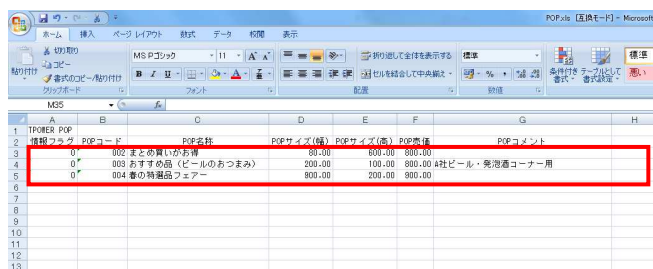 POP.xls [互換モード] - Microsoft
ホーム 挿入 ページ レイアウト 数式 データ 校閲 表示
切り取り
コピー
書式のコピー/貼り付け
貼り付け
クリップボード
MS Pゴシック 11
B I U
フォント
折り返して全体を表示する
セルを結合して中央揃え
配置
標準
% ,
数値
条件付き書式 テーブルとして書式設定
標準
悪い
M35 fx
A B C D E F G H
1 TPOWER POP
2 情報フラグ POPコード POP名称 POPサイズ(幅) POPサイズ(高) POP売価 POPコメント
3 0 002 まとめ買いがお得 80.00 600.00 800.00
4 0 003 おすすめ品（ビールのおつまみ） 200.00 100.00 800.00 A社ビール・発泡酒コーナー用
5 0 004 春の特選品フェアー 900.00 200.00 900.00
6
7
8
9
10
11
12
13